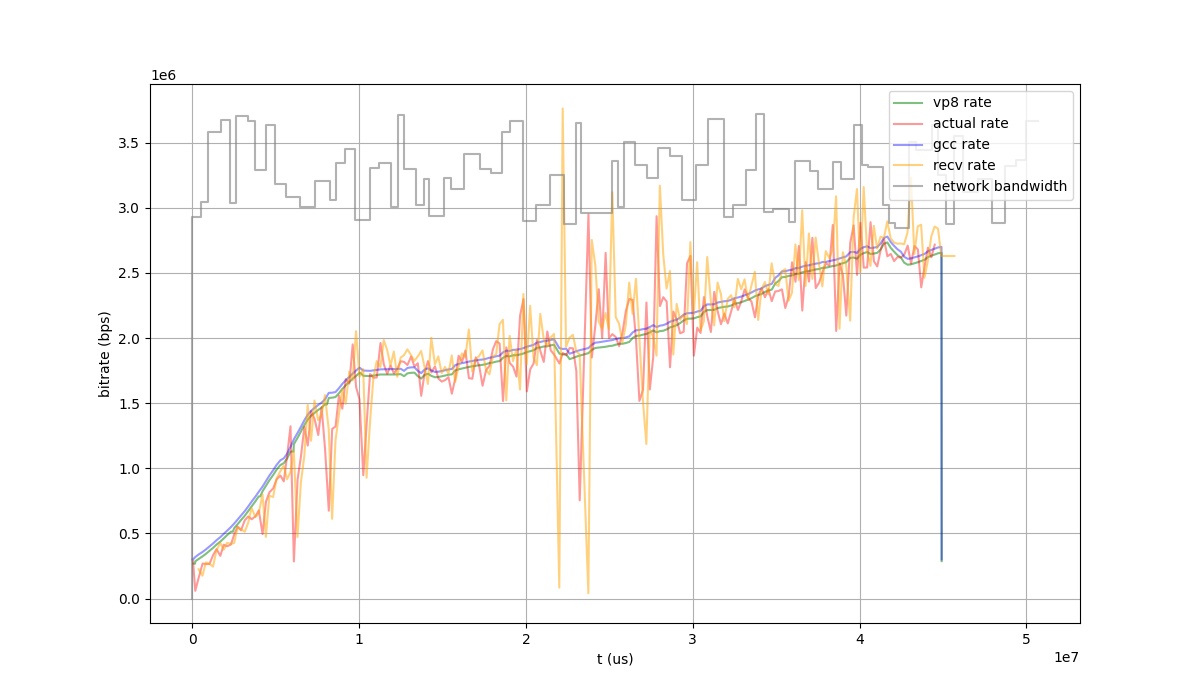 1e6
3.5
3.0
2.5
2.0
1.5
1.0
0.5
0.0
bitrate (bps)
vp8 rate
actual rate
gcc rate
recv rate
network bandwidth
0
1
2
3
4
5
t (us)
1e7